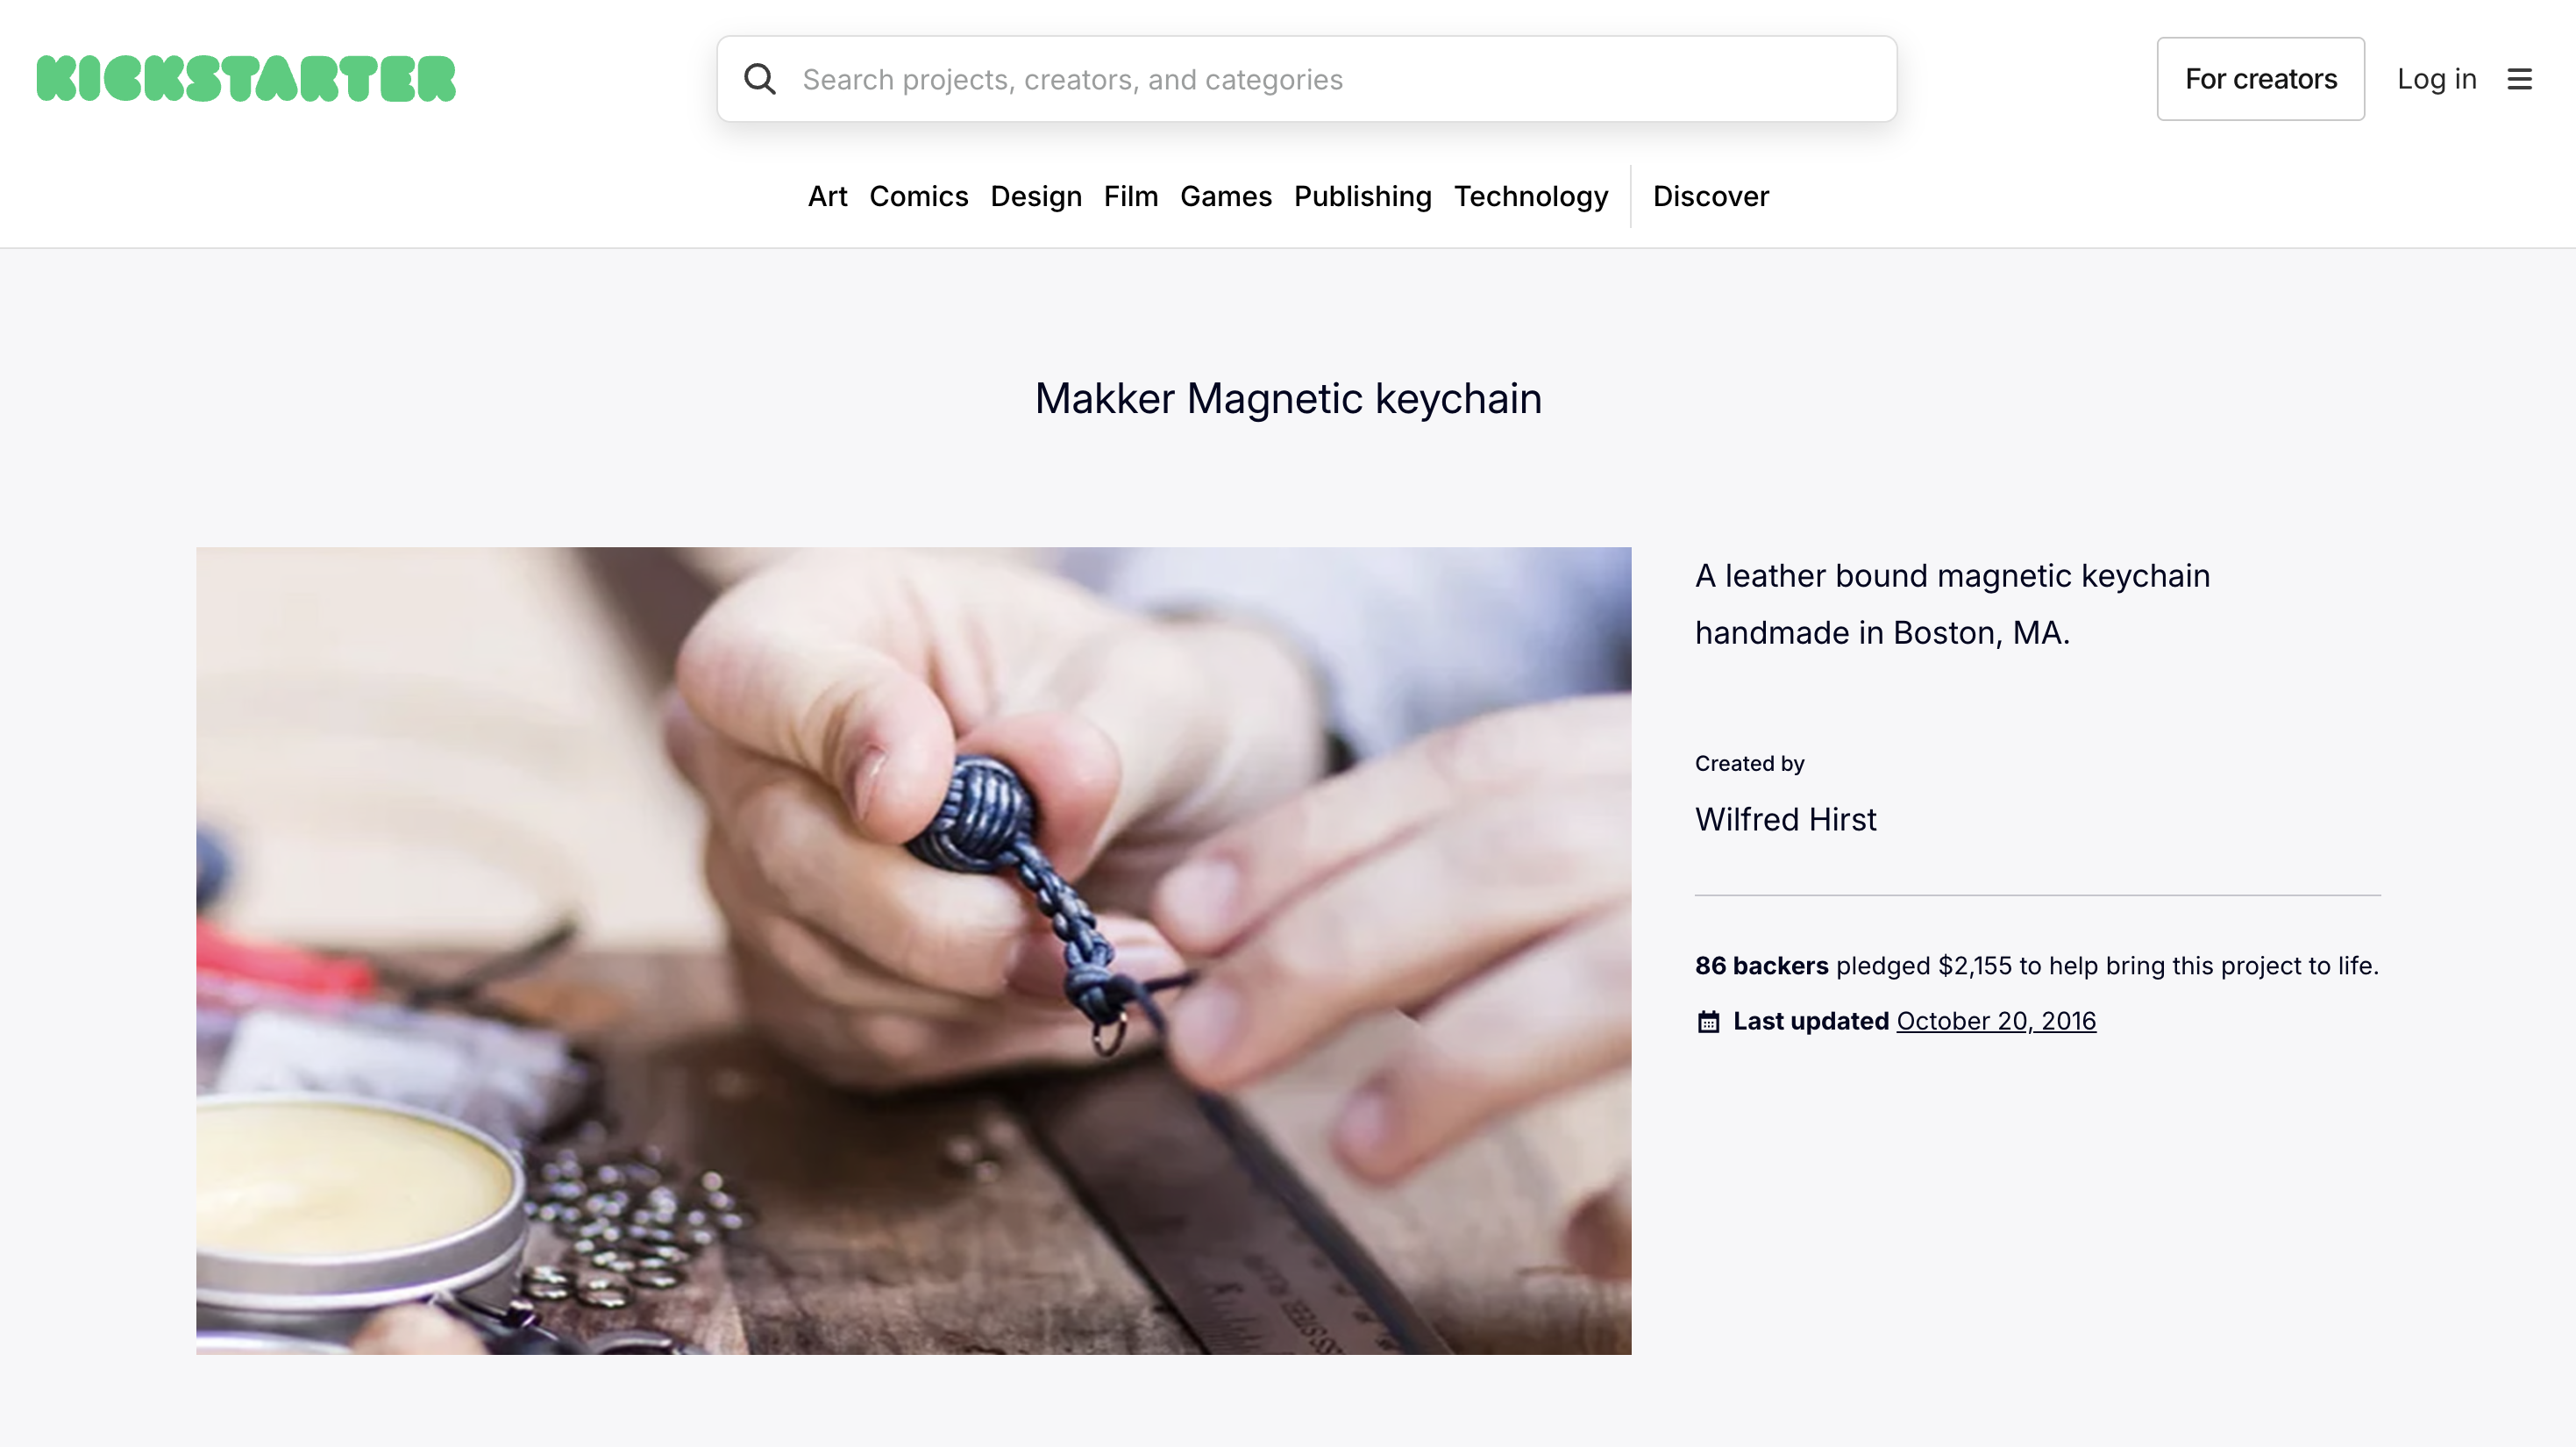 KICKSTARTER
Search projects, creators, and categories
For creators
Log in
Art Comics Design Film Games Publishing Technology Discover
Makker Magnetic keychain
A leather bound magnetic keychain
handmade in Boston, MA.
Created by
Wilfred Hirst
86 backers pledged $2,155 to help bring this project to life.
Last updated October 20, 2016